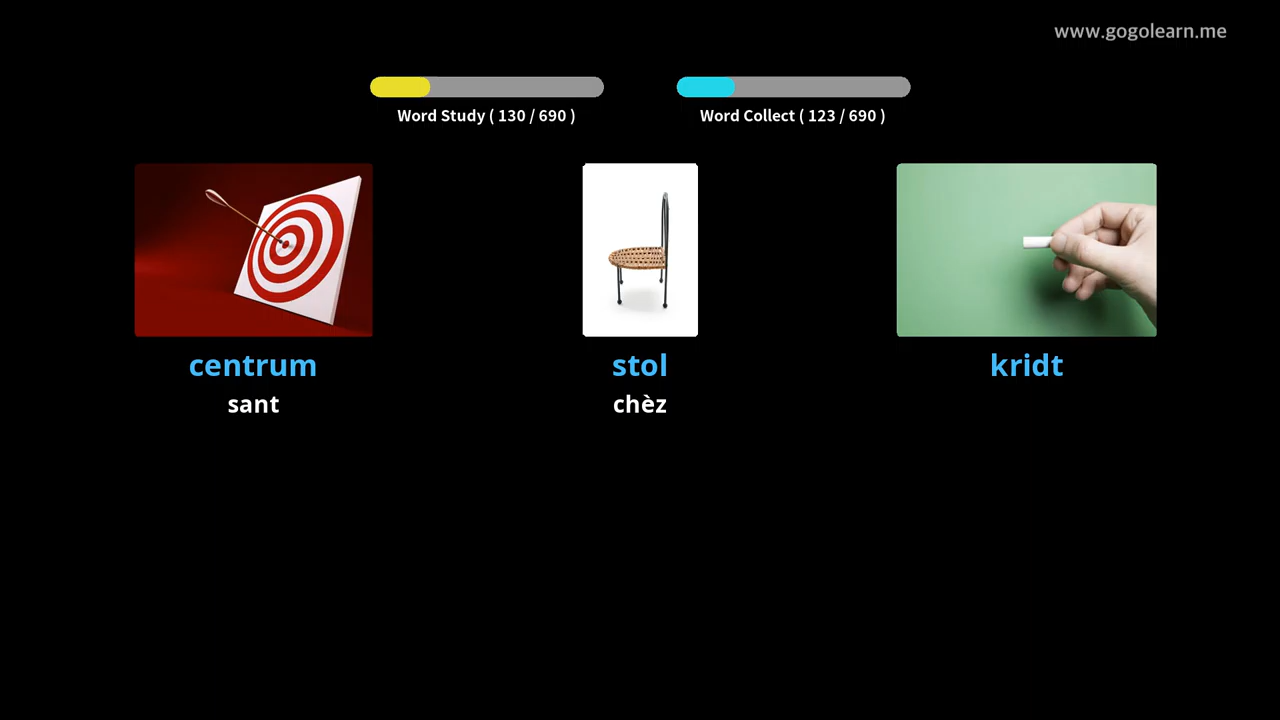 www.gogolearn.me
Word Study ( 130 / 690 )
Word Collect ( 123 / 690 )
centrum
stol
kridt
sant
chèz